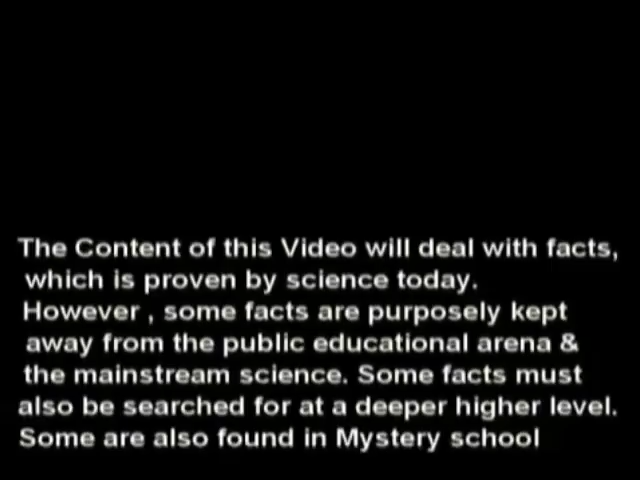 The Content of this Video will deal with facts,
which is proven by science today.
However , some facts are purposely kept
away from the public educational arena &
the mainstream science. Some facts must
also be searched for at a deeper higher level.
Some are also found in Mystery school